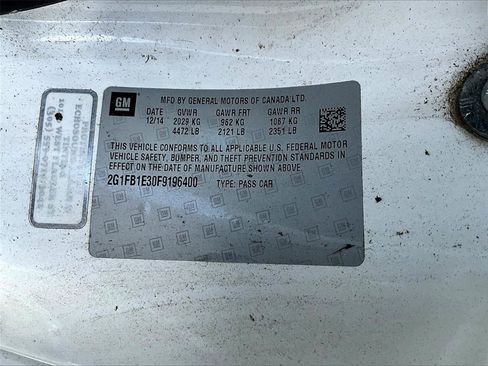 GM
MFD BY GENERAL MOTORS OF CANADA LTD.
DATE GVWR GAWR FRT GAWR RR
12/14 2029 KG 952 KG 1067 KG
4472 LB 2121 LB 2351 LB
THIS VEHICLE CONFORMS TO ALL APPLICABLE U.S. FEDERAL MOTOR
VEHICLE SAFETY, BUMPER, AND THEFT PREVENTION STANDARDS IN
EFFECT ON THE DATE OF MANUFACTURE SHOWN ABOVE.
2G1FB1E30F9196400 TYPE: PASS CAR